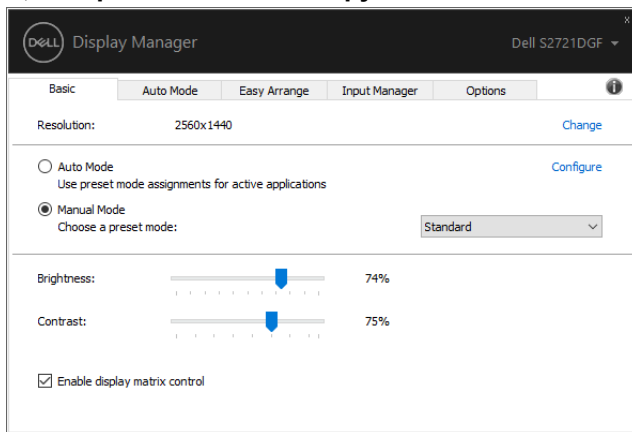 DELL Display Manager
Dell S2721DGF
x
Basic Auto Mode Easy Arrange Input Manager Options
Resolution: 2560x1440 Change
Auto Mode Configure
Use preset mode assignments for active applications
Manual Mode
Choose a preset mode: Standard
Brightness: 74%
Contrast: 75%
Enable display matrix control